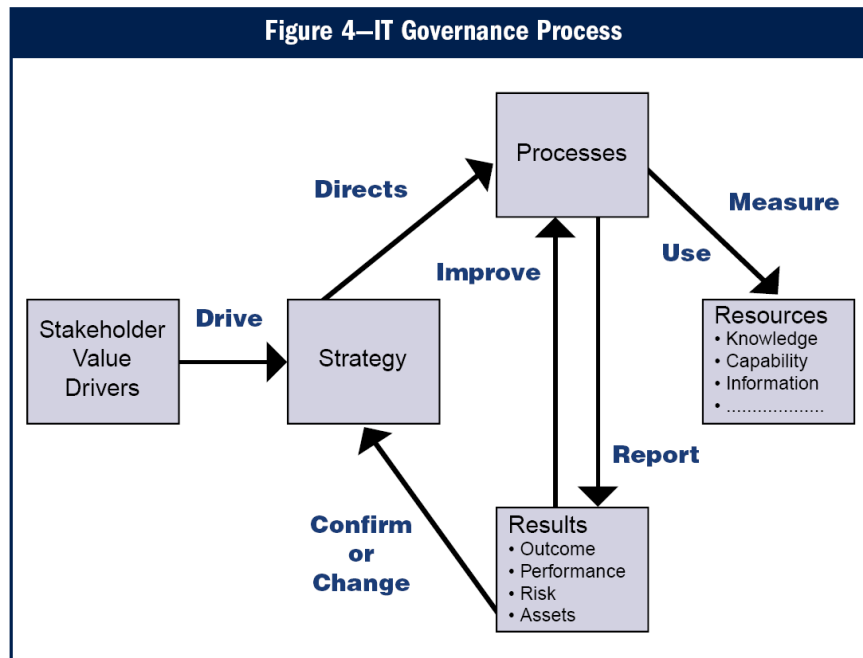 Figure 4—IT Governance Process
Processes
Directs
Measure
Improve
Use
Drive
Stakeholder
Value
Drivers
Strategy
Resources
• Knowledge
• Capability
• Information
• ....................
Report
Confirm
or
Change
Results
• Outcome
• Performance
• Risk
• Assets